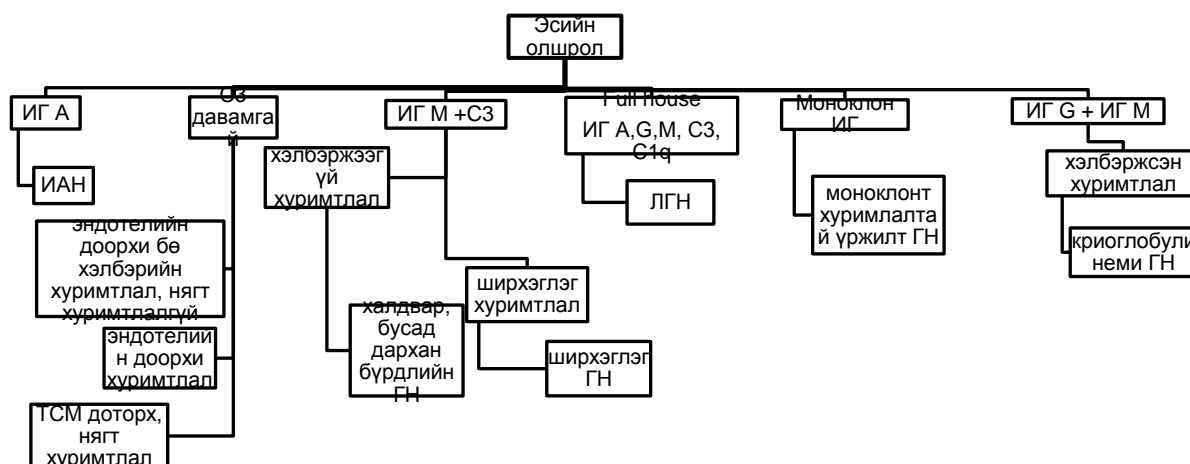 Эсийн
олшрол
ИГ А
С3
давамга
й
ИГ М +С3
Full house
ИГ А,G,M, С3,
C1q
Моноклон
ИГ
ИГ G + ИГ М
ИАН
хэлбэржээг
үй
хуримтлал
ЛГН
моноклонт
хуримлалта
й үржилт ГН
хэлбэржсэн
хуримтлал
эндотелийн
доорхи бө
хэлбэрийн
хуримтлал, нягт
хуримтлалгүй
ширхэглэг
хуримтлал
криоглобули
неми ГН
эндотелий
н доорхи
хуримтлал
халдвар,
бусад
дархан
бүрдлийн
ГН
ширхэглэг
ГН
ТСМ доторх,
нягт
хуримтлал